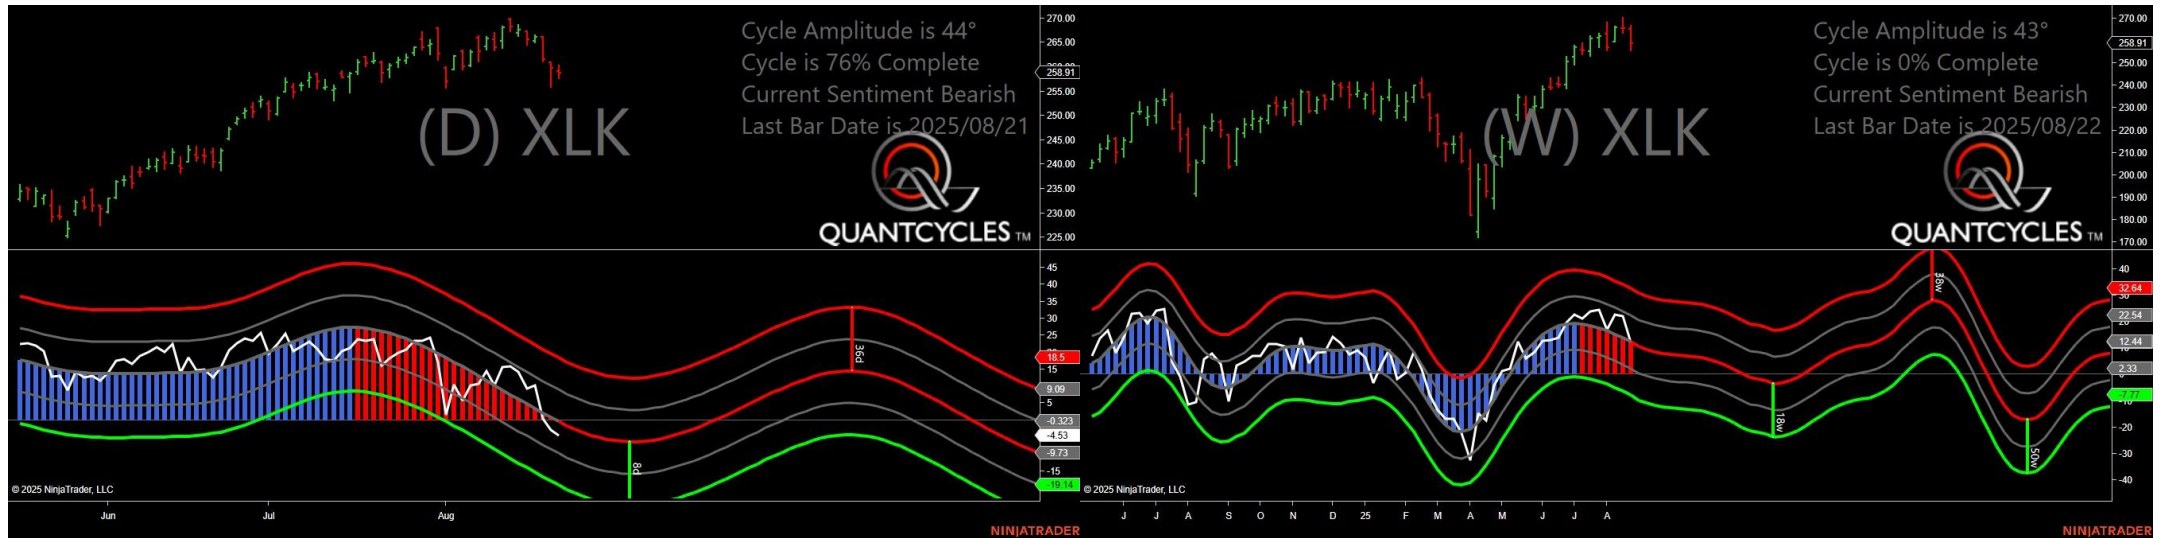 Cycle Amplitude is 44°
Cycle is 76% Complete
Current Sentiment Bearish
Last Bar Date is 2025/08/21
(D) XLK
QUANTCYCLES TM
270.00
265.00
258.91
255.00
250.00
245.00
240.00
235.00
230.00
225.00
45
40
35
30
25
18.5
15
9.09
5
-0.323
-4.53
-9.73
-15
-19.14
36d
8d
© 2025 NinjaTrader, LLC
Jun Jul Aug
NINJATRADER
Cycle Amplitude is 43°
Cycle is 0% Complete
Current Sentiment Bearish
Last Bar Date is 2025/08/22
(W) XLK
QUANTCYCLES TM
270.00
258.91
250.00
240.00
230.00
220.00
210.00
200.00
190.00
180.00
170.00
40
32.64
22.54
12.44
2.33
-7.77
-20
-30
-40
38w
18w
50w
© 2025 NinjaTrader, LLC
J J A S O N D 25 F M A M J J A
NINJATRADER